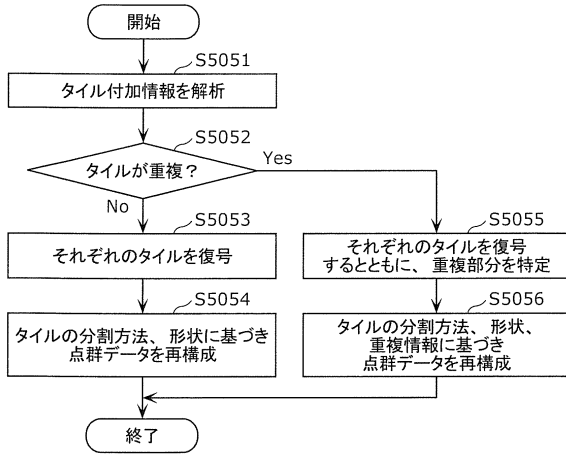 開始
S5051
タイル付加情報を解析
S5052
タイルが重複？
Yes
No
S5053
それぞれのタイルを復号
S5054
タイルの分割方法、形状に基づき
点群データを再構成
S5055
それぞれのタイルを復号
するとともに、重複部分を特定
S5056
タイルの分割方法、形状、
重複情報に基づき
点群データを再構成
終了